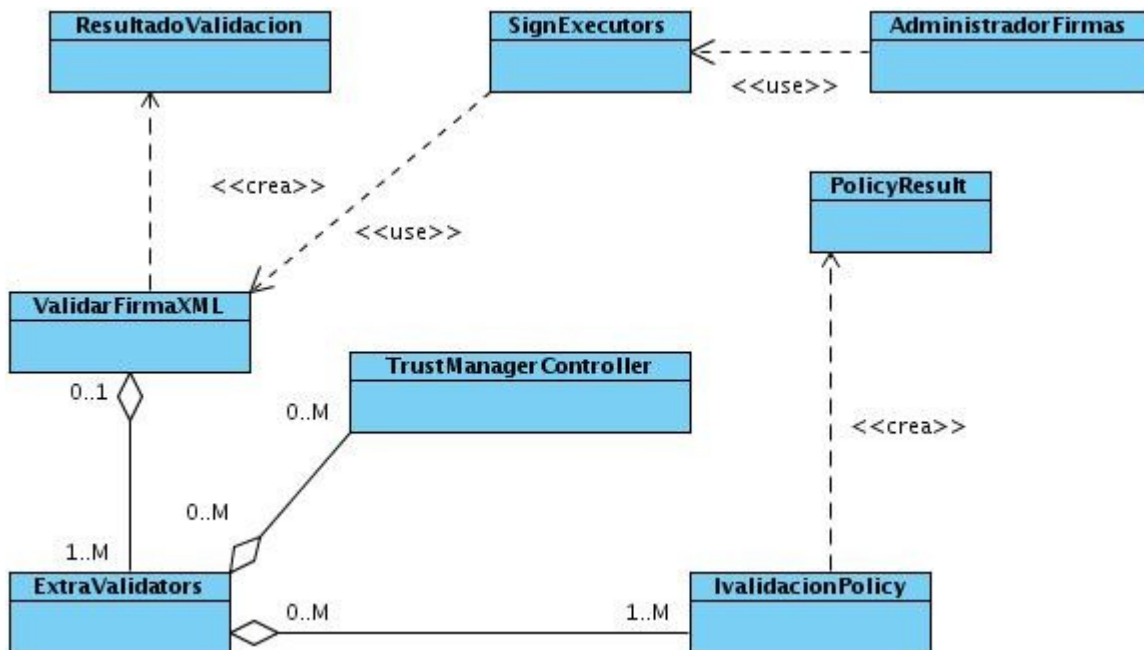 ResultadoValidacion
SignExecutors
AdministradorFirmas
<<use>>
<<crea>>
PolicyResult
<<use>>
ValidarFirmaXML
TrustManagerController
0..1
0..M
<<crea>>
0..M
1..M
ExtraValidators
IvalidacionPolicy
0..M
1..M